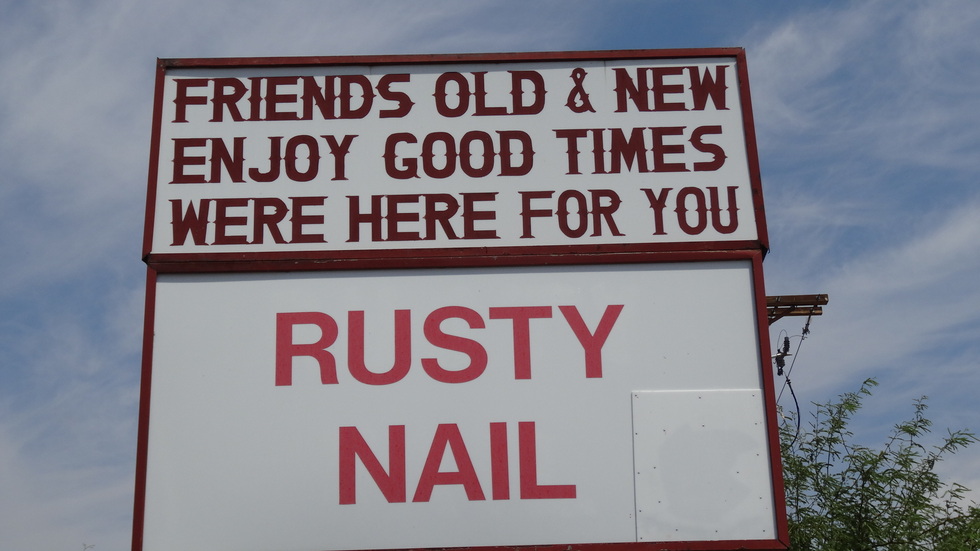 FRIENDS OLD & NEW
ENJOY GOOD TIMES
WERE HERE FOR YOU
RUSTY
NAIL